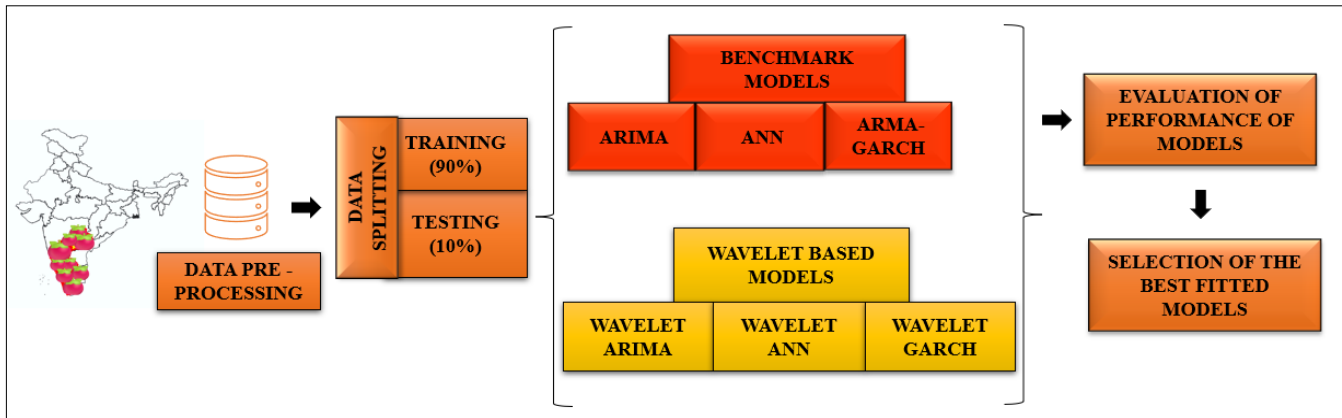 DATA PRE -
PROCESSING
DATA
SPLITTING
TRAINING
(90%)
TESTING
(10%)
BENCHMARK
MODELS
ARIMA
ANN
ARMA-
GARCH
WAVELET BASED
MODELS
WAVELET
ARIMA
WAVELET
ANN
WAVELET
GARCH
EVALUATION OF
PERFORMANCE OF
MODELS
SELECTION OF THE
BEST FITTED
MODELS